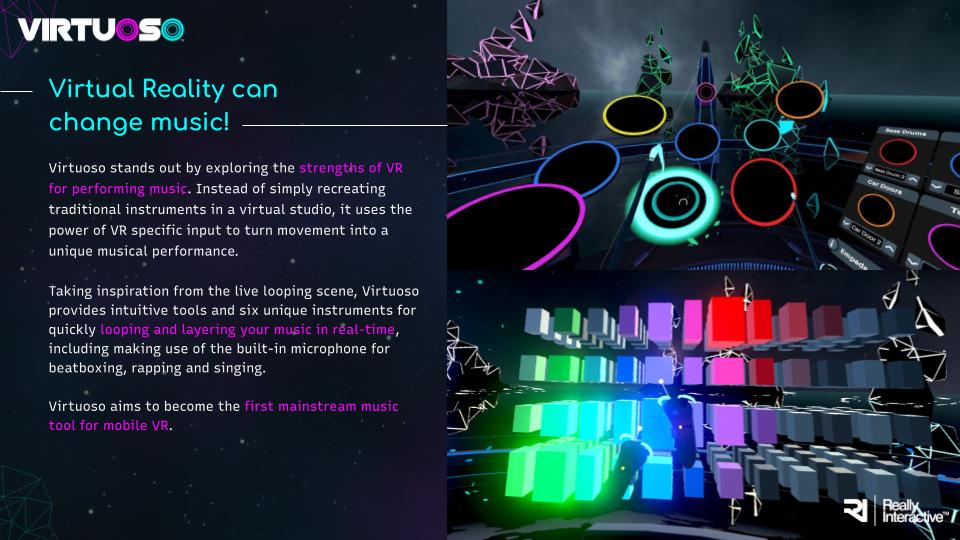 VIRTUOSO
Virtual Reality can
change music!
Virtuoso stands out by exploring the strengths of VR
for performing music. Instead of simply recreating
traditional instruments in a virtual studio, it uses the
power of VR specific input to turn movement into a
unique musical performance.
Taking inspiration from the live looping scene, Virtuoso
provides intuitive tools and six unique instruments for
quickly looping and layering your music in real-time,
including making use of the built-in microphone for
beatboxing, rapping and singing.
Virtuoso aims to become the first mainstream music
tool for mobile VR.
Bass Drums
Bass Drum 2
Car Doors
Car Door 2
Empads
Really
Interactive™